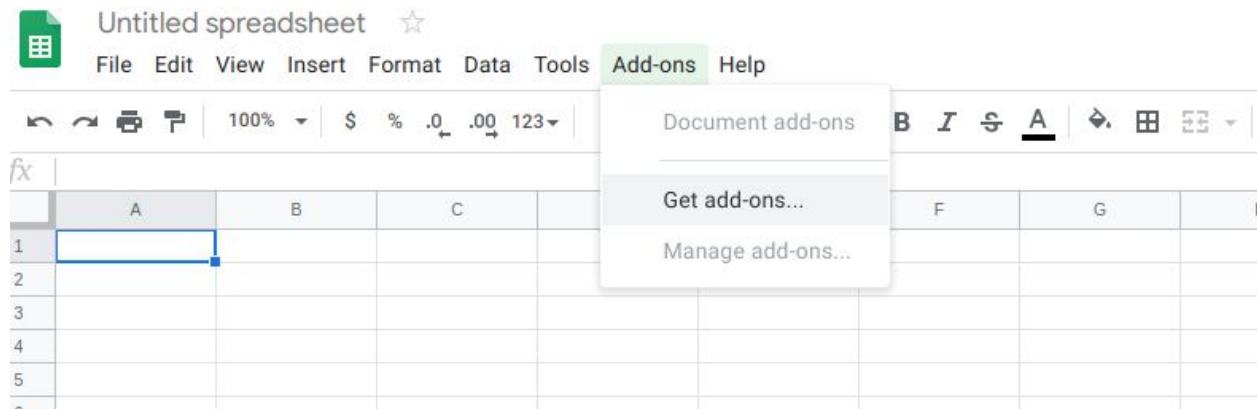 Untitled spreadsheet
File Edit View Insert Format Data Tools Add-ons Help
100% $ % .0 .00 123 Document add-ons B I S A
fx
Get add-ons...
A B C F G
Manage add-ons...
1
2
3
4
5